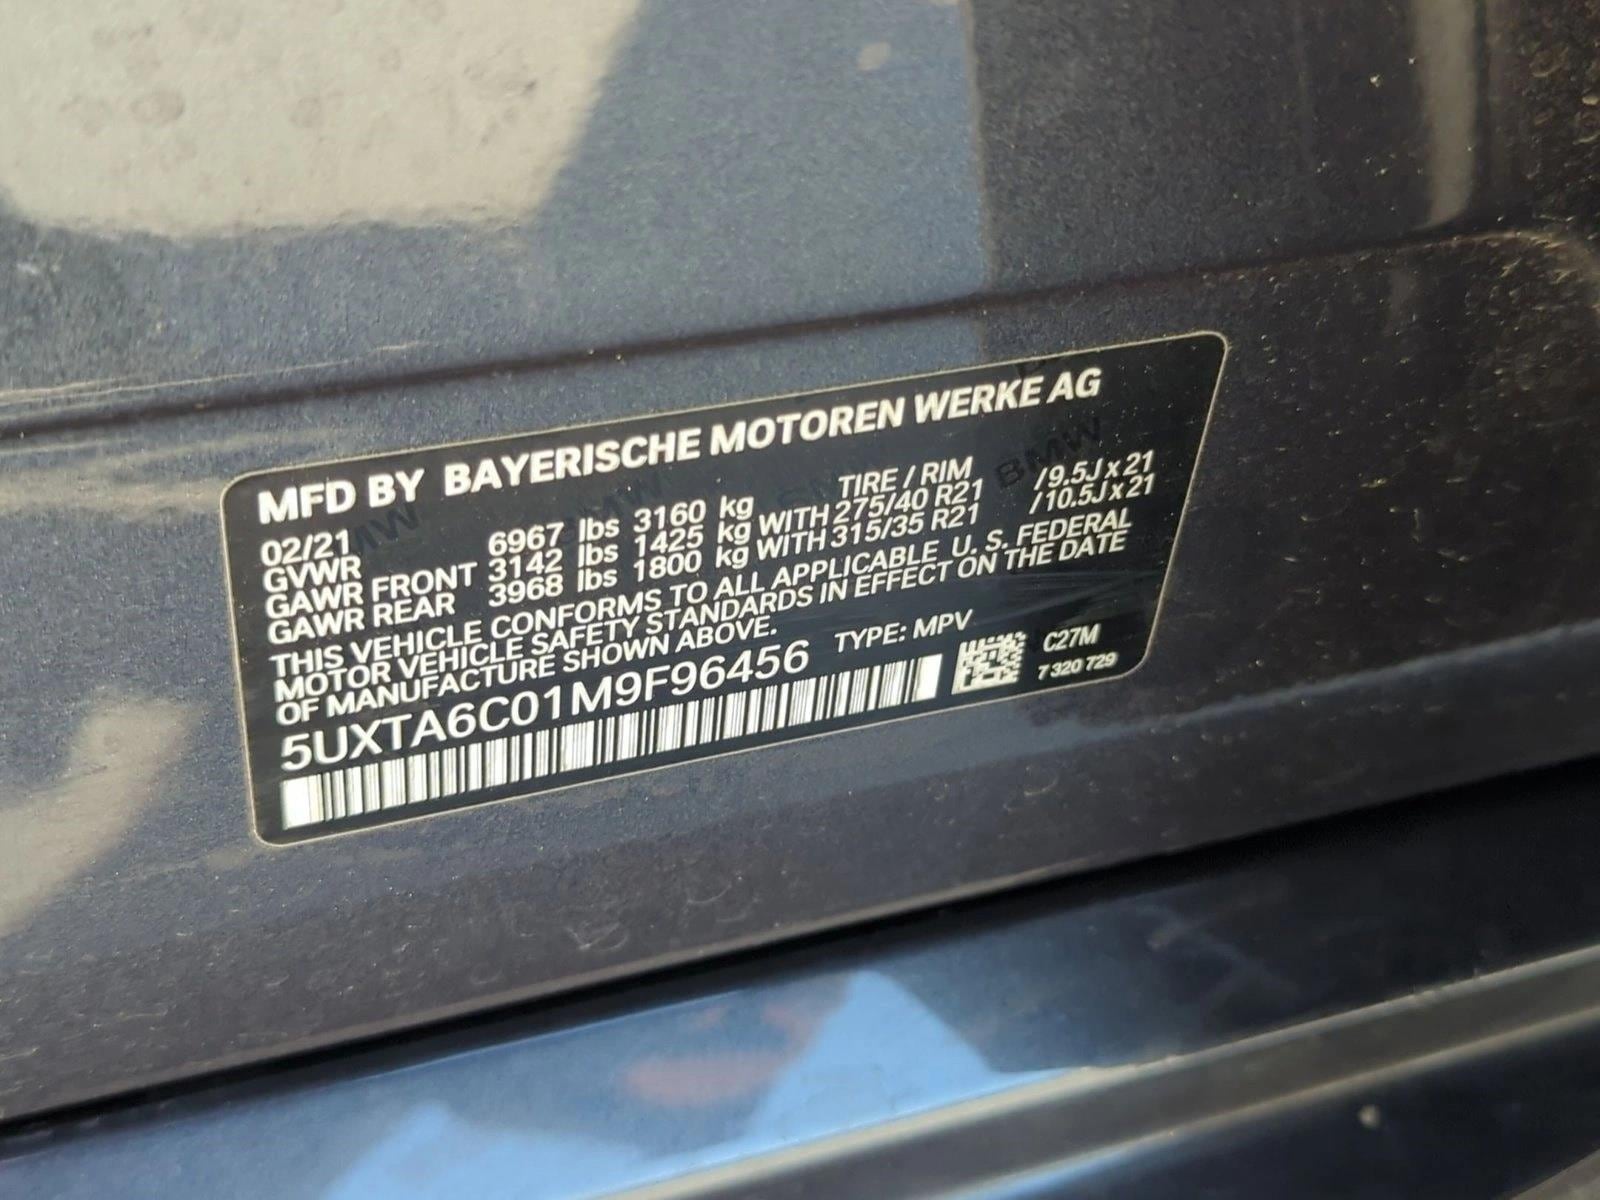 MFD BY BAYERISCHE MOTOREN WERKE AG
02/21 TIRE / RIM
GVWR 6967 lbs 3160 kg
GAWR FRONT 3142 lbs 1425 kg WITH 275/40 R21 /9.5J x 21
GAWR REAR 3968 lbs 1800 kg WITH 315/35 R21 /10.5J x 21
THIS VEHICLE CONFORMS TO ALL APPLICABLE U. S. FEDERAL
MOTOR VEHICLE SAFETY STANDARDS IN EFFECT ON THE DATE
OF MANUFACTURE SHOWN ABOVE.
5UXTA6C01M9F96456 TYPE: MPV
C27M
7 320 729